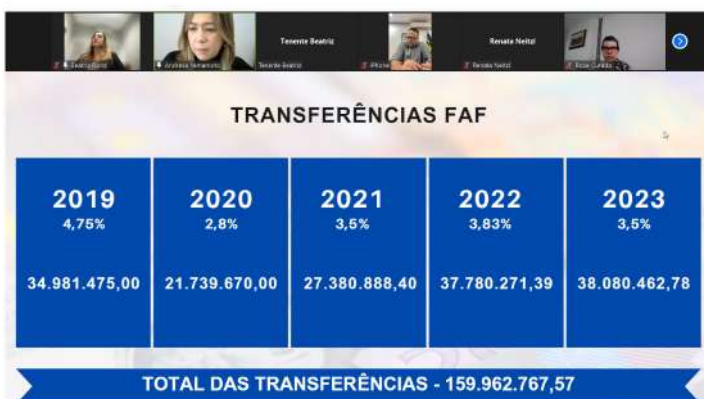 Tenente Beatriz
Renata Neitzl
Andresa Yamamoto
Tenente Beatriz
iPhone
Renata Neitzl
TRANSFERÊNCIAS FAF
2019
4,75%
34.981.475,00
2020
2,8%
21.739.670,00
2021
3,5%
27.380.888,40
2022
3,83%
37.780.271,39
2023
3,5%
38.080.462,78
TOTAL DAS TRANSFERÊNCIAS - 159.962.767,57